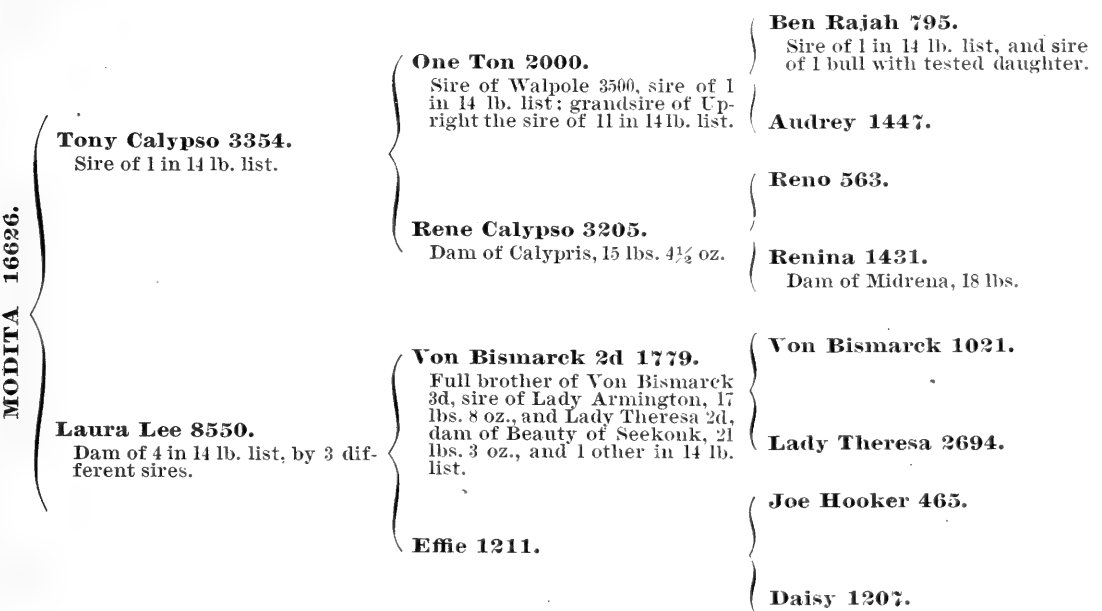 MODITA 16626.
Tony Calypso 3354.
Sire of 1 in 14 lb. list.
Laura Lee 8550.
Dam of 4 in 14 lb. list, by 3 dif-
ferent sires.
One Ton 2000.
Sire of Walpole 3500, sire of 1
in 14 lb. list; grandsire of Up-
right the sire of 11 in 14 lb. list.
Rene Calypso 3205.
Dam of Calypris, 15 lbs. 4½ oz.
Von Bismarck 2d 1779.
Full brother of Von Bismarck
3d, sire of Lady Armington, 17
lbs. 8 oz., and Lady Theresa 2d,
dam of Beauty of Seekonk, 21
lbs. 3 oz., and 1 other in 14 lb.
list.
Effie 1211.
Ben Rajah 795.
Sire of 1 in 14 lb. list, and sire
of 1 bull with tested daughter.
Audrey 1447.
Reno 563.
Renina 1431.
Dam of Midrena, 18 lbs.
Von Bismarck 1021.
Lady Theresa 2694.
Joe Hooker 465.
Daisy 1207.